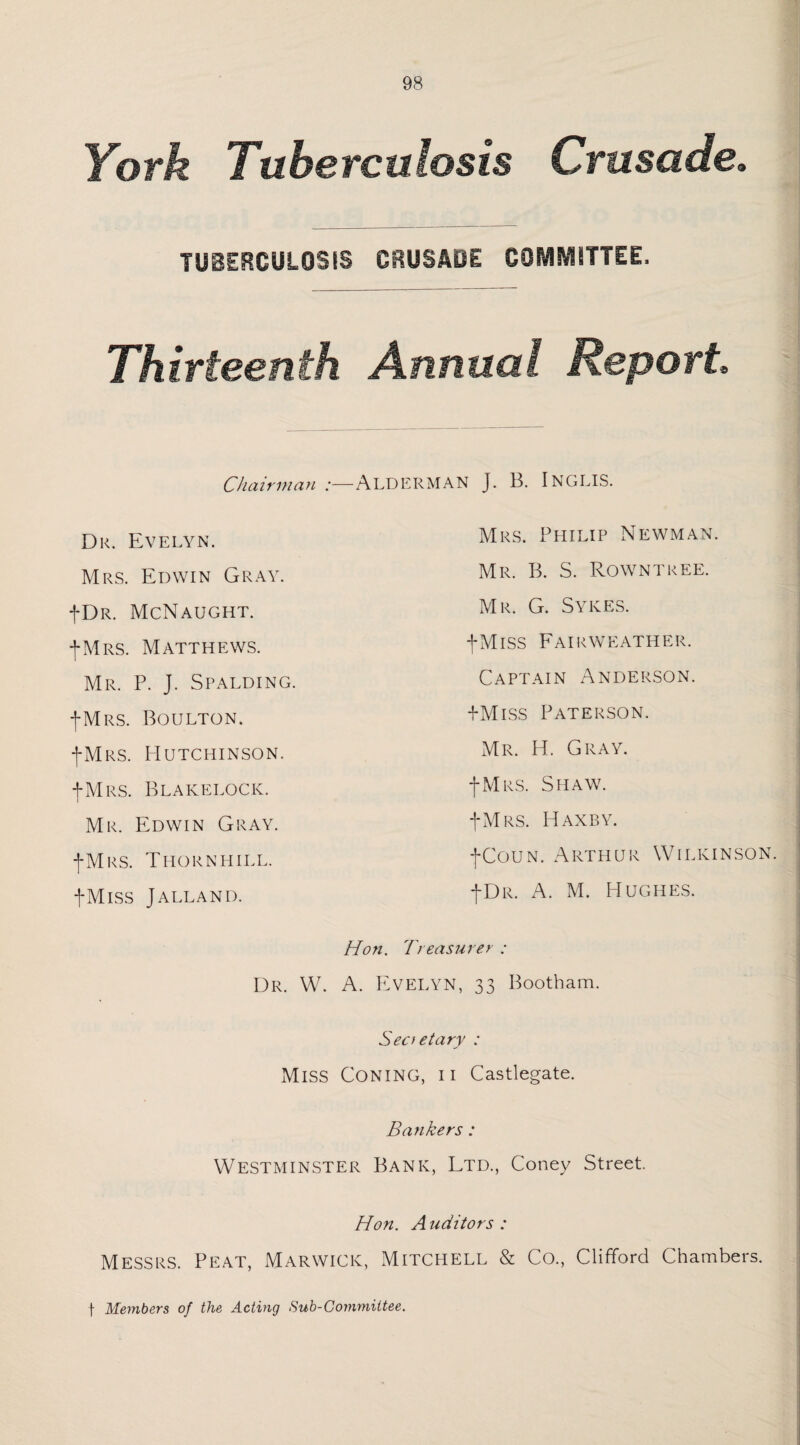 98
York Tuberculosis Crusade.
TUBERCULOSIS CRUSADE COMMITTEE.
Thirteenth Annual Report.
Chairman :—ALDERMAN J. B. INGLIS.
DR. EVELYN.
MRS. EDWIN GRAY.
†DR. MCNAUGHT.
†MRS. MATTHEWS.
MR. P. J. SPALDING.
†MRS. BOULTON.
†MRS. HUTCHINSON.
†MRS. BLAKELOCK.
MR. EDWIN GRAY.
†MRS. THORNHILL.
†MISS JALLAND.
MRS. PHILIP NEWMAN.
MR. B. S. ROWNTREE.
MR. G. SYKES.
†MISS FAIRWEATHER.
CAPTAIN ANDERSON.
†MISS PATERSON.
MR. H. GRAY.
†MRS. SHAW.
†MRS. HAXBY.
†COUN. ARTHUR WILKINSON.
†DR. A. M. HUGHES.
Hon. Treasurer :
DR. W. A. EVELYN, 33 Bootham.
Secretary :
MISS CONING, 11 Castlegate.
Bankers :
WESTMINSTER BANK, LTD., Coney Street.
Hon. Auditors :
MESSRS. PEAT, MARWICK, MITCHELL & CO., Clifford Chambers.
† Members of the Acting Sub-Committee.